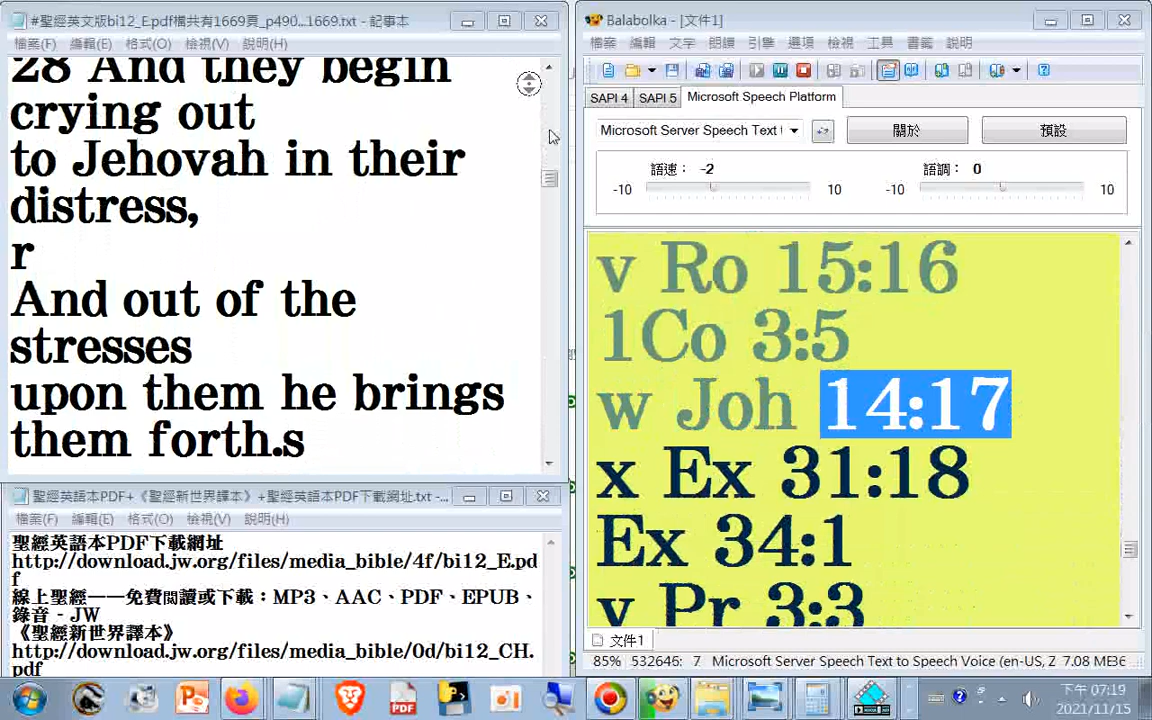 #聖經英文版bi12_E.pdf檔共有1669頁_p490...1669.txt - 記事本
檔案(F) 編輯(E) 格式(O) 檢視(V) 說明(H)
28 And they begin
crying out
to Jehovah in their
distress,
r
And out of the
stresses
upon them he brings
them forth.s
聖經英語本PDF+《聖經新世界譯本》+聖經英語本PDF下載網址.txt -...
檔案(F) 編輯(E) 格式(O) 檢視(V) 說明(H)
聖經英語本PDF下載網址
http://download.jw.org/files/media_bible/4f/bi12_E.pd
f
線上聖經——免費閱讀或下載：MP3、AAC、PDF、EPUB、
錄音 - JW
《聖經新世界譯本》
http://download.jw.org/files/media_bible/0d/bi12_CH.
pdf
Balabolka - [文件1]
檔案 編輯 文字 朗讀 引擎 選項 檢視 工具 書籤 說明
SAPI 4 SAPI 5 Microsoft Speech Platform
Microsoft Server Speech Text t 關於 預設
語速： -2 語調： 0
-10 10 -10 10
v Ro 15:16
1Co 3:5
w Joh 14:17
x Ex 31:18
Ex 34:1
y Pr 3:3
文件1
85% 532646: 7 Microsoft Server Speech Text to Speech Voice (en-US, Z 7.08 MB
下午 07:19
2021/11/15